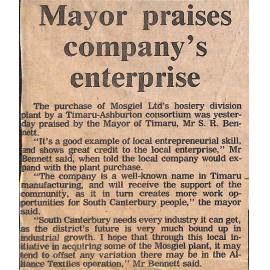 Mayor praises
company's
enterprise
The purchase of Mosgiel Ltd's hosiery division
plant by a Timaru-Ashburton consortium was yester-
day praised by the Mayor of Timaru, Mr S. R. Ben-
nett.
"It's a good example of local entrepreneurial skill,
and shows great credit to the local enterprise," Mr
Bennett said, when told the local company would ex-
pand with the plant purchase.
"The company is a well-known name in Timaru
manufacturing, and will receive the support of the
community, as it in turn creates more work op-
portunities for South Canterbury people," the mayor
said.
"South Canterbury needs every industry it can get,
as the district's future is very much bound up in
industrial growth. I hope that through this local in-
itiative in acquiring some of the Mosgiel plant, it may
tend to offset any variation there may be in the Al-
liance Textiles operation," Mr Bennett said.